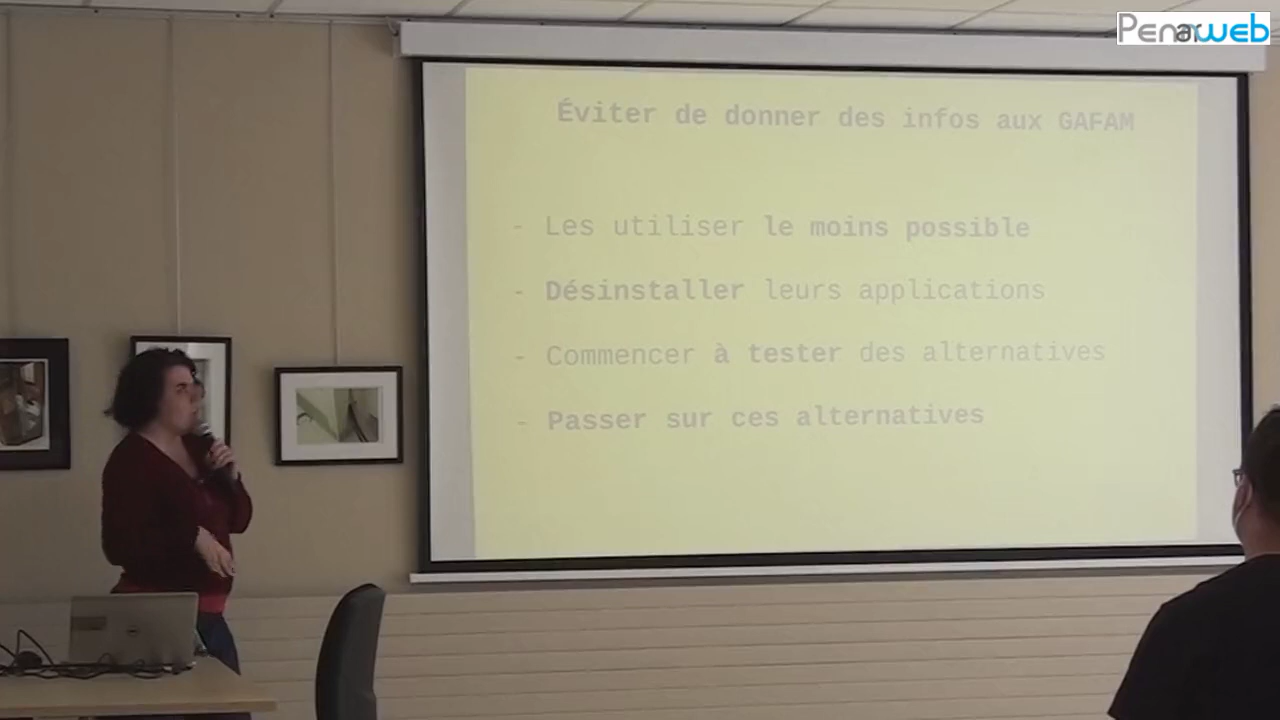 Penarweb
Éviter de donner des infos aux GAFAM
- Les utiliser le moins possible
- Désinstaller leurs applications
- Commencer à tester des alternatives
- Passer sur ces alternatives